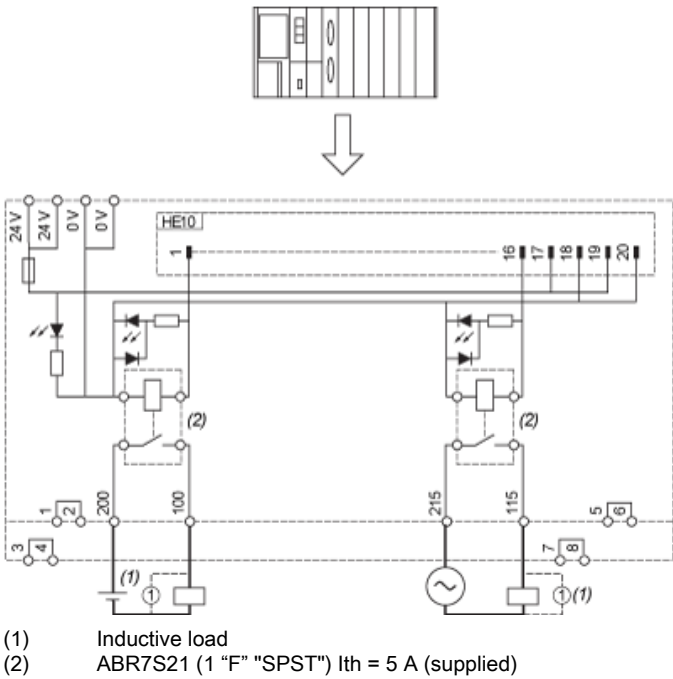 24 V 24 V 0 V 0 V
HE10
1 16 17 18 19 20
(2) (2)
1 2 200 100 215 115 5 6
3 4 7 8
(1) 1 1 (1)
(1) Inductive load
(2) ABR7S21 (1 “F” "SPST") Ith = 5 A (supplied)